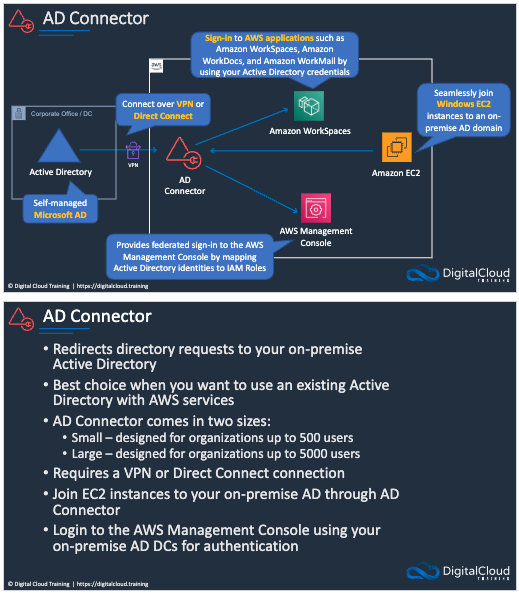 AD Connector
Sign-in to AWS applications such as
Amazon WorkSpaces, Amazon
WorkDocs, and Amazon WorkMail by
using your Active Directory credentials
aws
Corporate Office / DC
Connect over VPN or
Direct Connect
Seamlessly join
Windows EC2
instances to an on-
premise AD domain
Amazon WorkSpaces
Active Directory
VPN
AD
Connector
Amazon EC2
Self-managed
Microsoft AD
AWS Management
Console
Provides federated sign-in to the AWS
Management Console by mapping
Active Directory identities to IAM Roles
DigitalCloud
TRAINING
© Digital Cloud Training | https://digitalcloud.training
AD Connector
• Redirects directory requests to your on-premise
Active Directory
• Best choice when you want to use an existing Active
Directory with AWS services
• AD Connector comes in two sizes:
• Small – designed for organizations up to 500 users
• Large – designed for organizations up to 5000 users
• Requires a VPN or Direct Connect connection
• Join EC2 instances to your on-premise AD through AD
Connector
• Login to the AWS Management Console using your
on-premise AD DCs for authentication
DigitalCloud
TRAINING
© Digital Cloud Training | https://digitalcloud.training